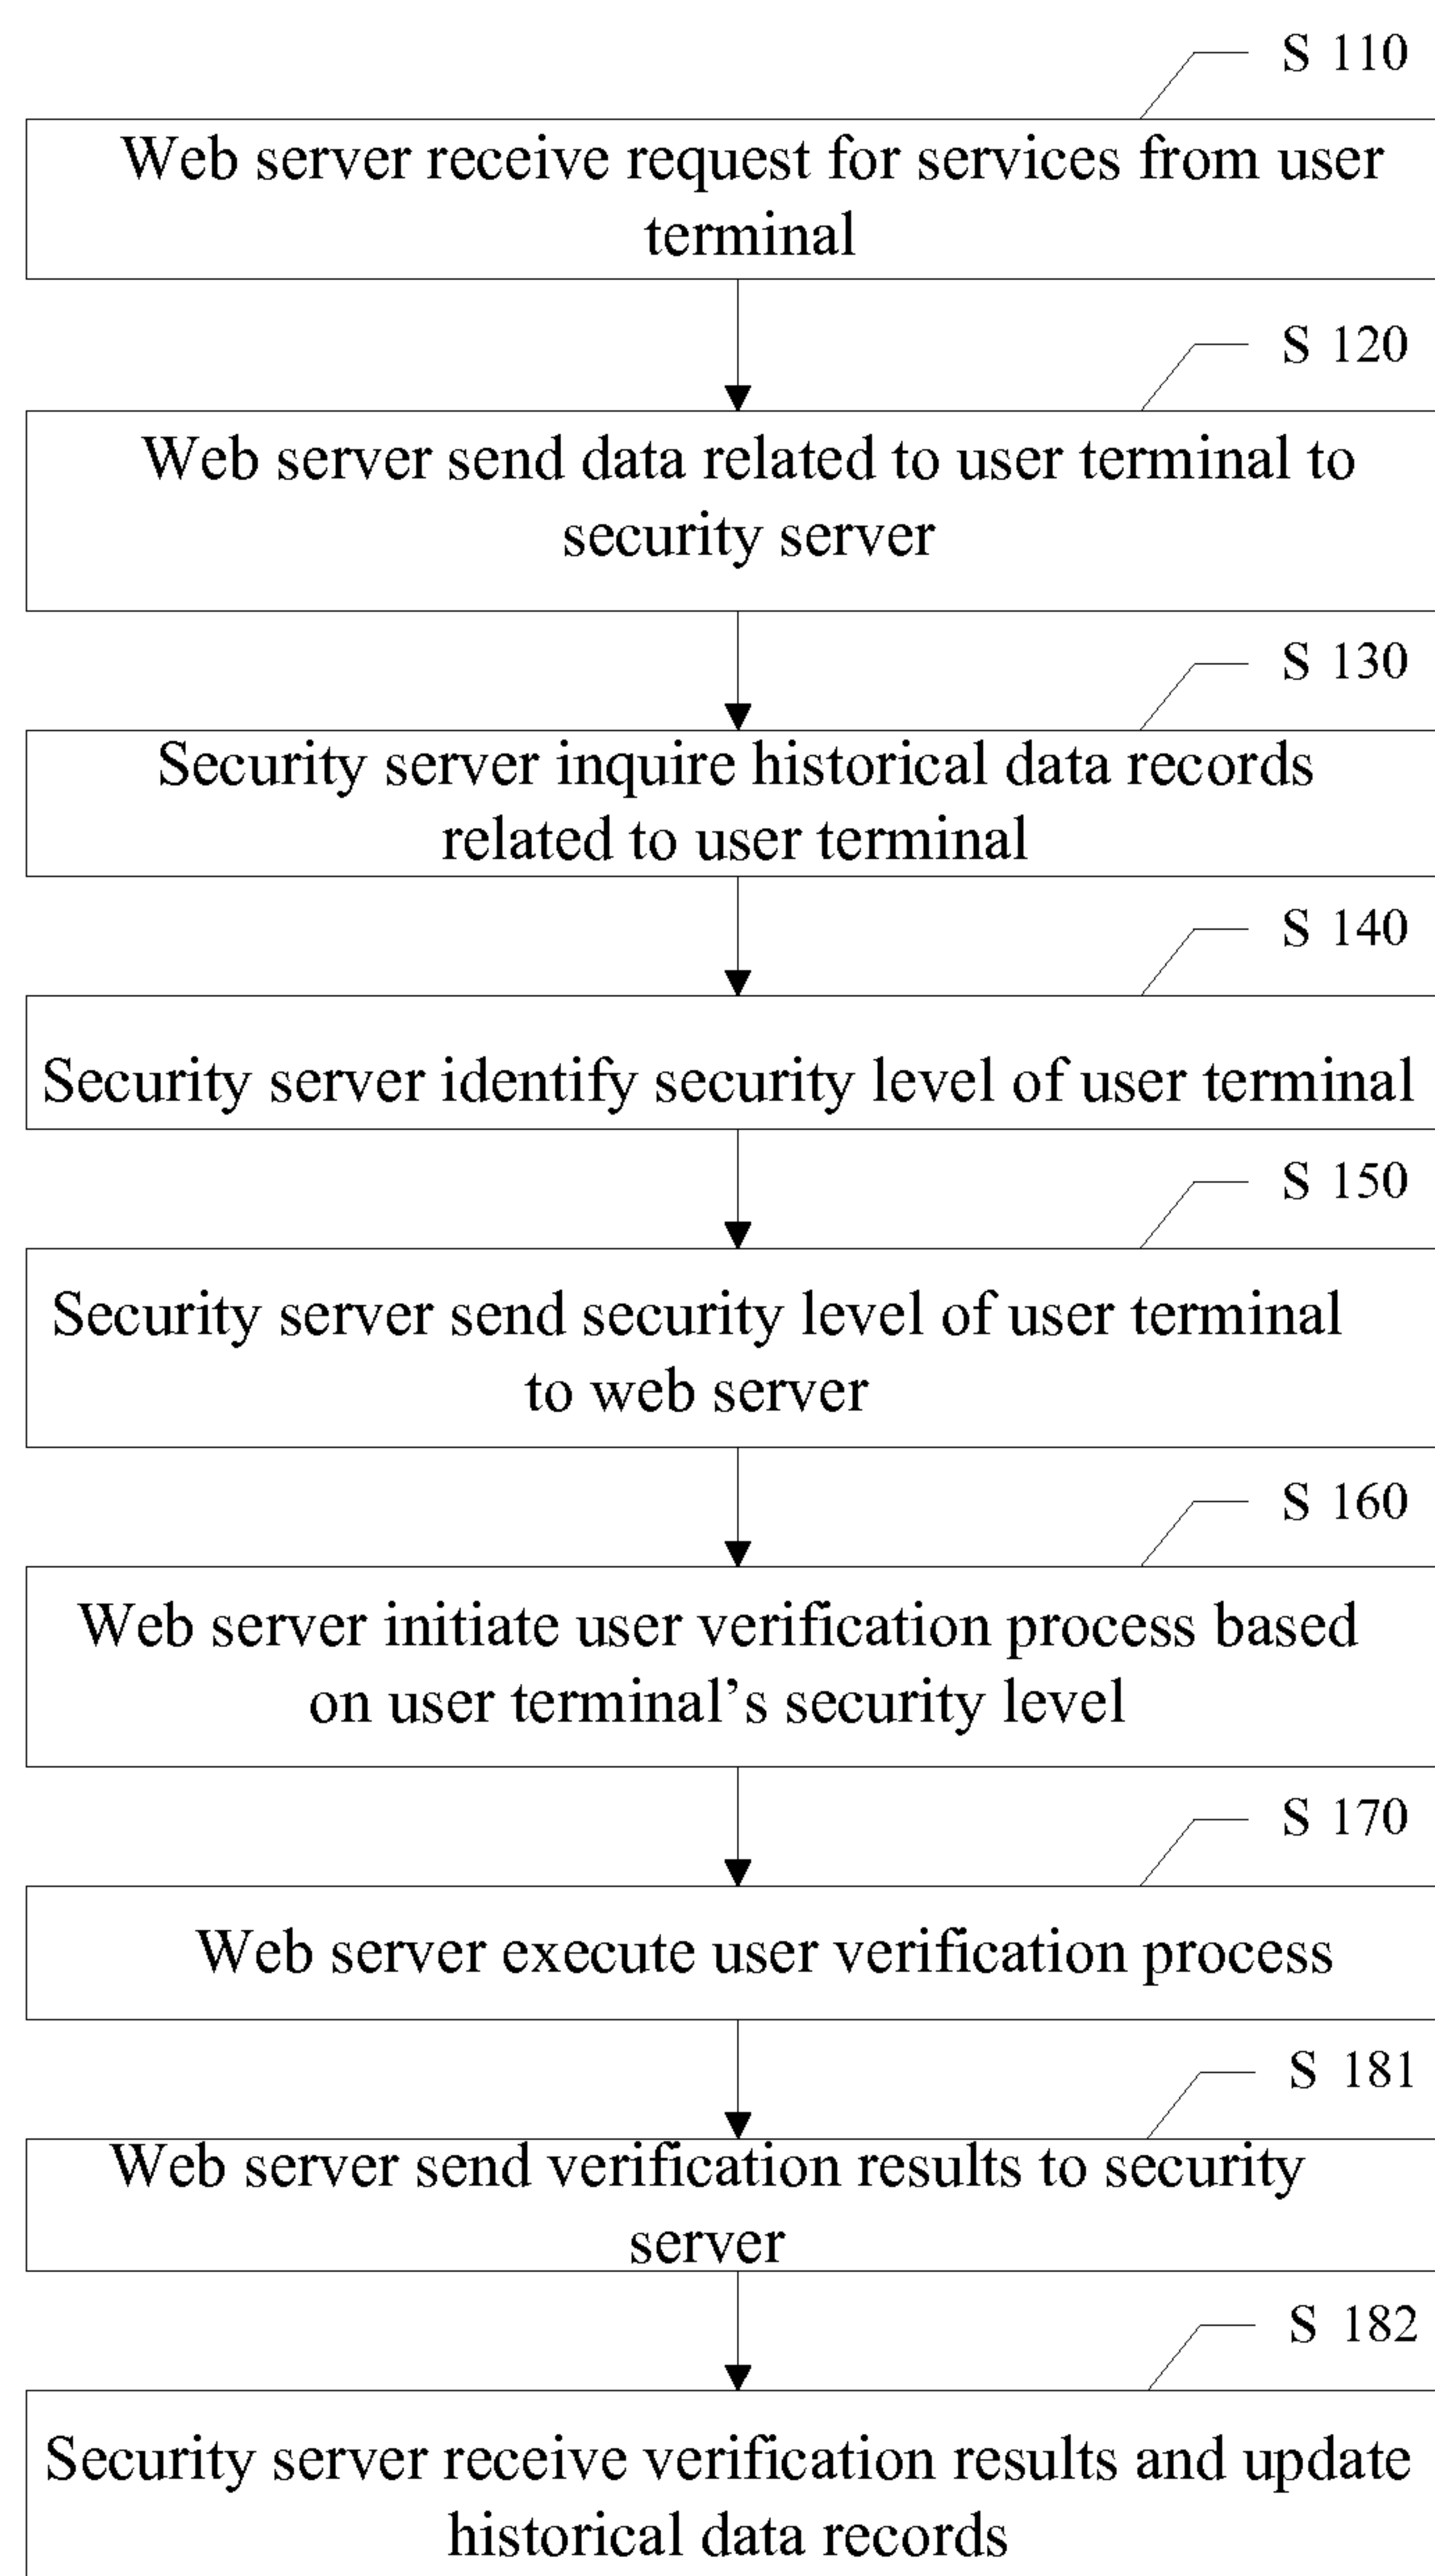 S 110
Web server receive request for services from user
terminal
S 120
Web server send data related to user terminal to
security server
S 130
Security server inquire historical data records
related to user terminal
S 140
Security server identify security level of user terminal
S 150
Security server send security level of user terminal
to web server
S 160
Web server initiate user verification process based
on user terminal’s security level
S 170
Web server execute user verification process
S 181
Web server send verification results to security
server
S 182
Security server receive verification results and update
historical data records